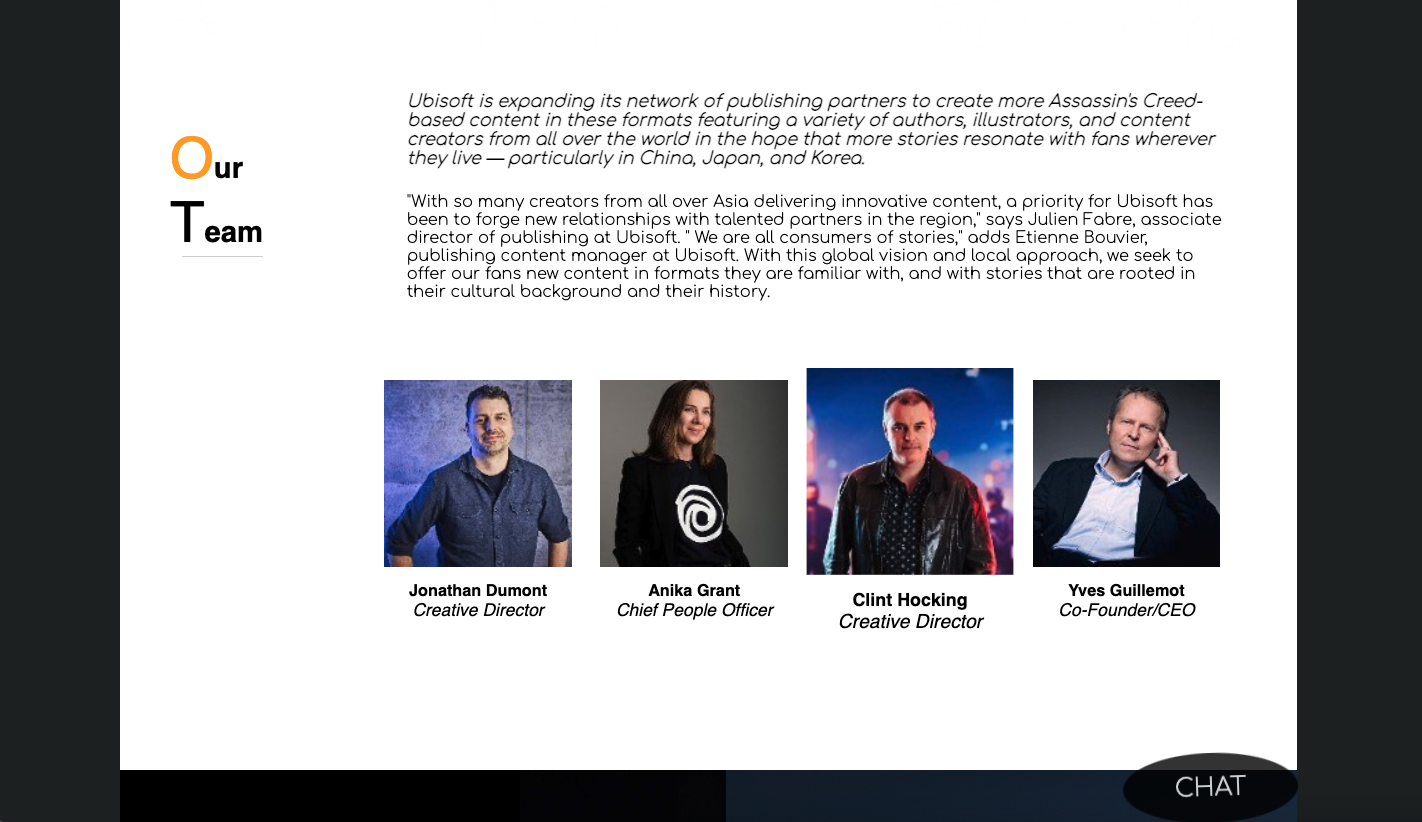 Our
Team
Ubisoft is expanding its network of publishing partners to create more Assassin's Creed-
based content in these formats featuring a variety of authors, illustrators, and content
creators from all over the world in the hope that more stories resonate with fans wherever
they live — particularly in China, Japan, and Korea.
"With so many creators from all over Asia delivering innovative content, a priority for Ubisoft has
been to forge new relationships with talented partners in the region," says Julien Fabre, associate
director of publishing at Ubisoft. " We are all consumers of stories," adds Etienne Bouvier,
publishing content manager at Ubisoft. With this global vision and local approach, we seek to
offer our fans new content in formats they are familiar with, and with stories that are rooted in
their cultural background and their history.
Jonathan Dumont
Creative Director
Anika Grant
Chief People Officer
Clint Hocking
Creative Director
Yves Guillemot
Co-Founder/CEO
CHAT